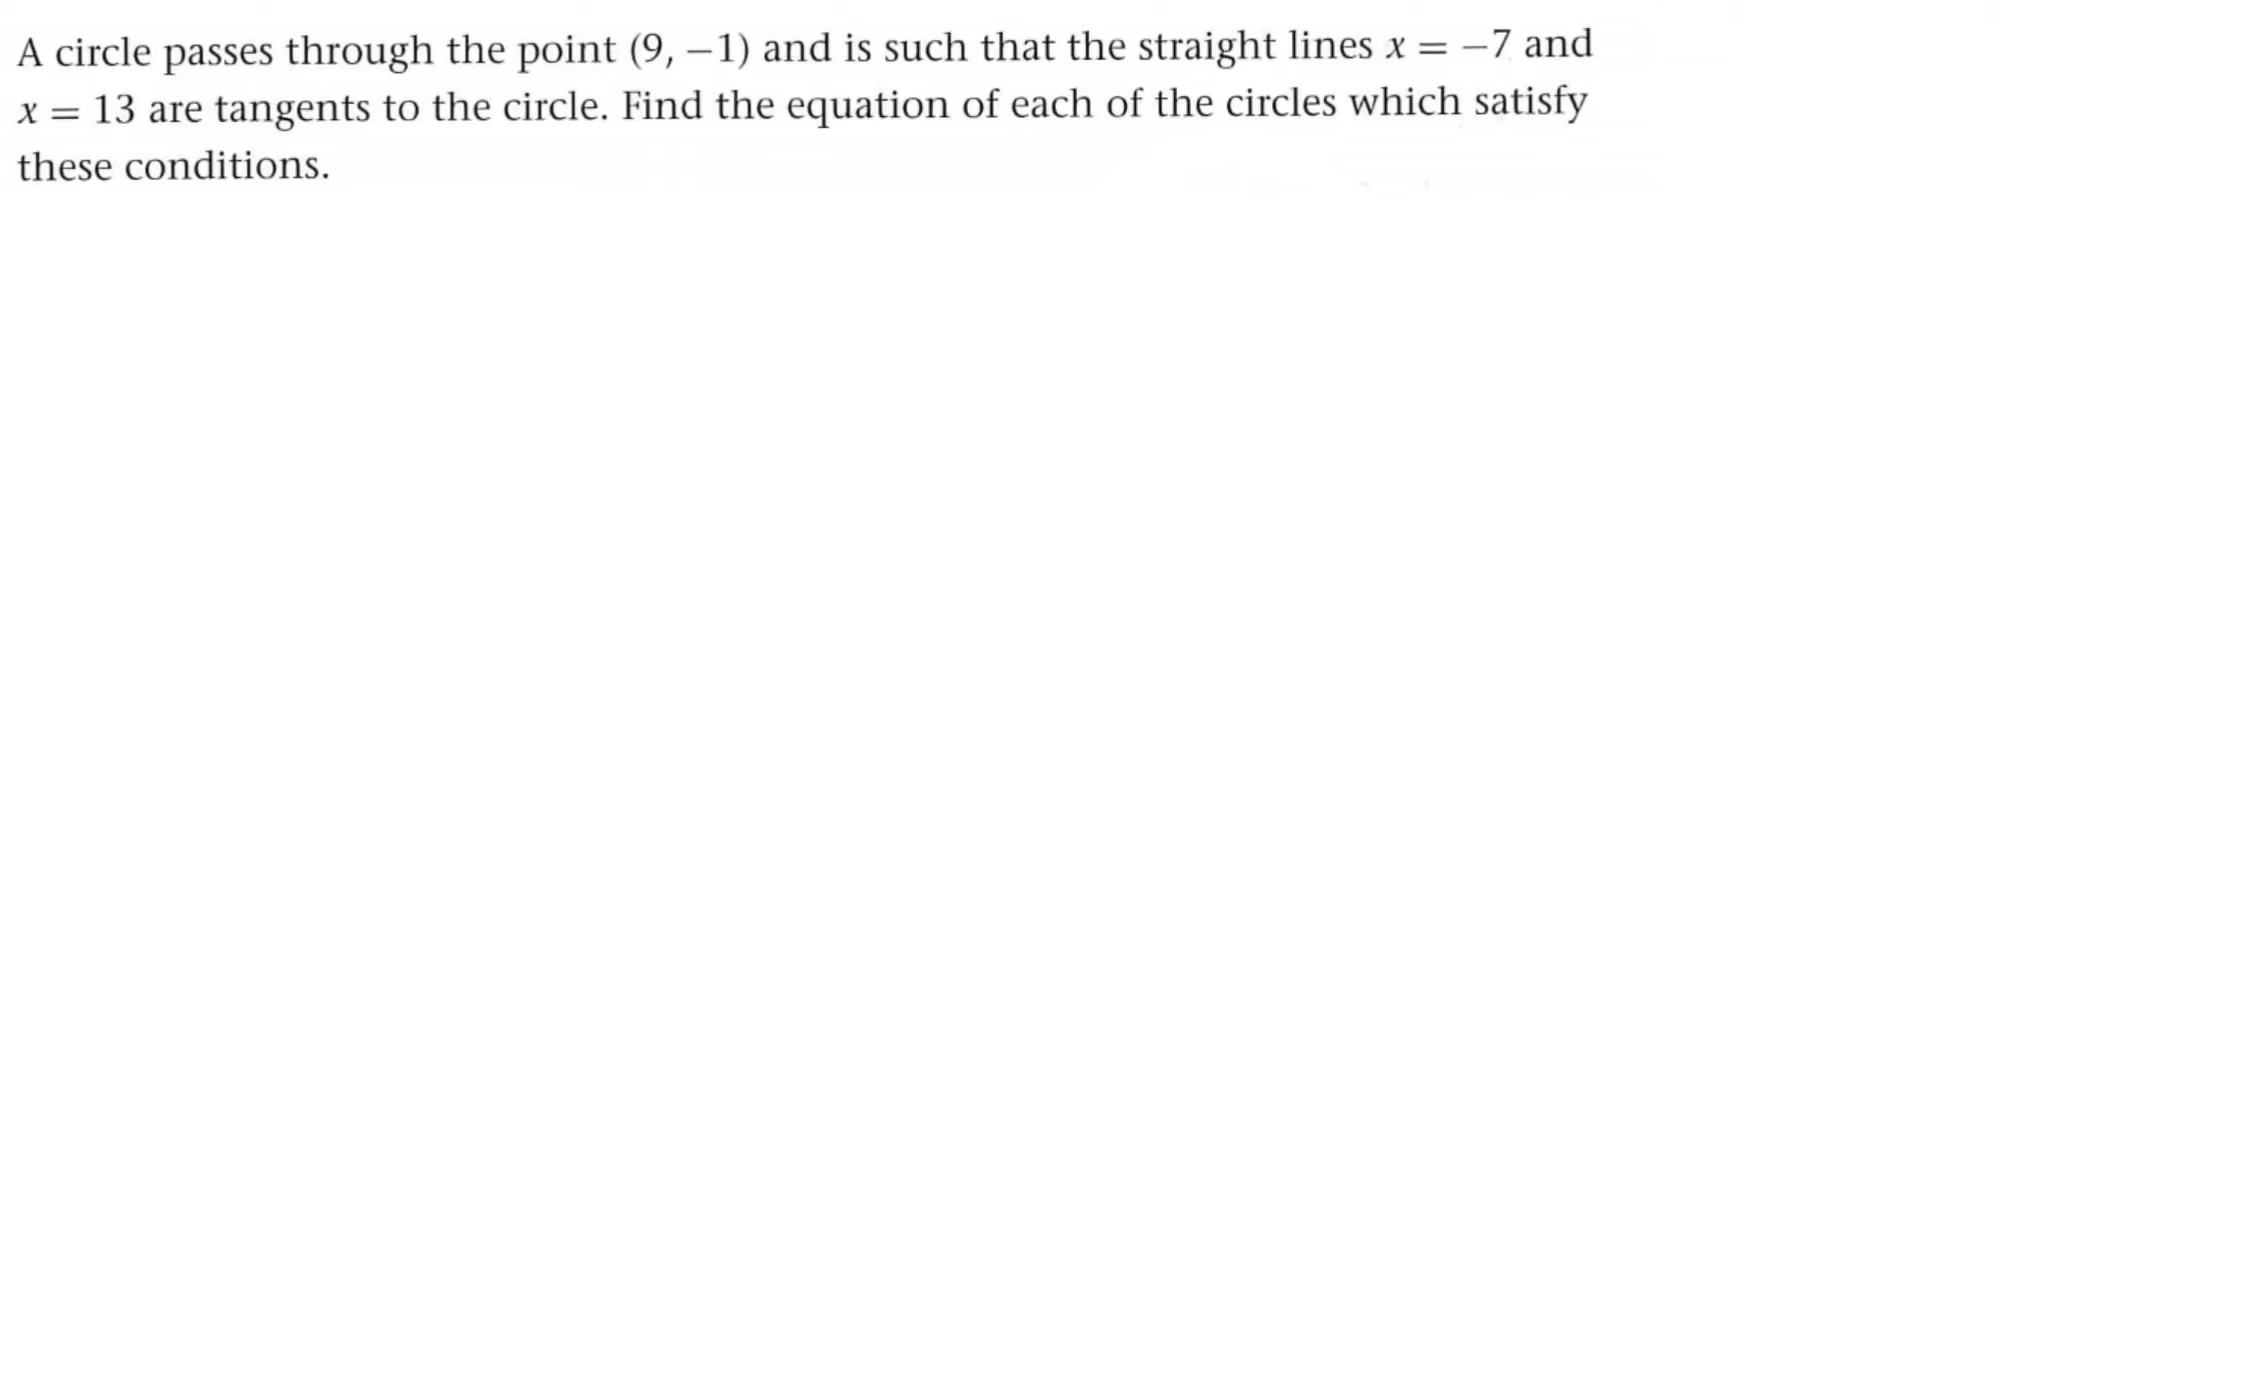 A circle passes through the point (9, −1) and is such that the straight lines x = −7 and
x = 13 are tangents to the circle. Find the equation of each of the circles which satisfy
these conditions.